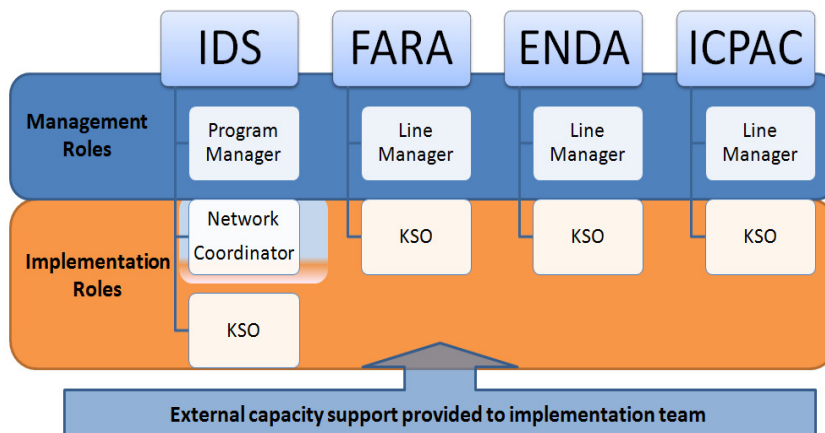 IDS
FARA
ENDA
ICPAC
Management
Roles
Program
Manager
Line
Manager
Line
Manager
Line
Manager
Implementation
Roles
Network
Coordinator
KSO
KSO
KSO
KSO
External capacity support provided to implementation team